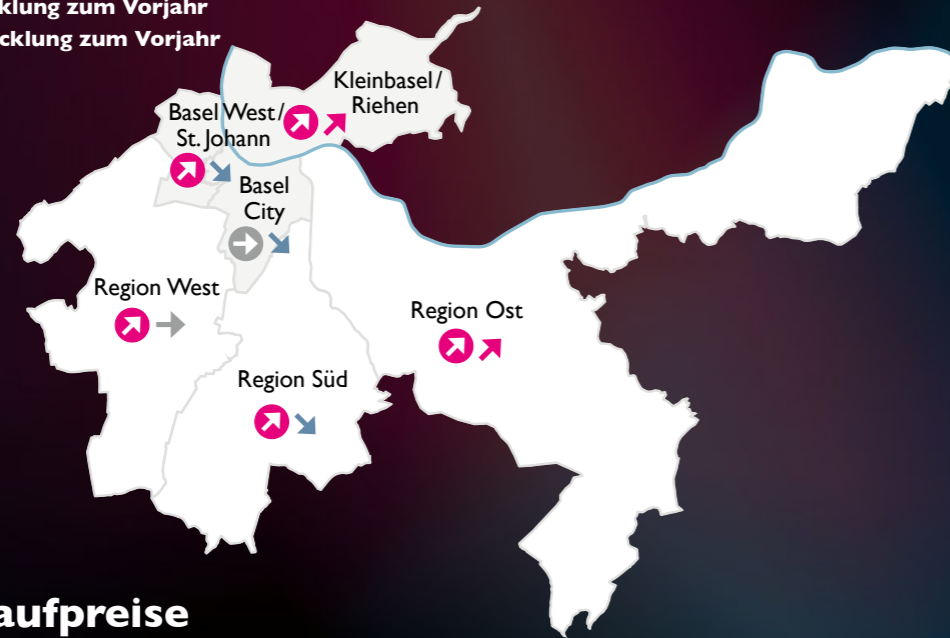 klung zum Vorjahr
cklung zum Vorjahr
Kleinbasel/
Riehen
Basel West/
St. Johann
Basel
City
Region West
Region Ost
Region Süd
aufpreise